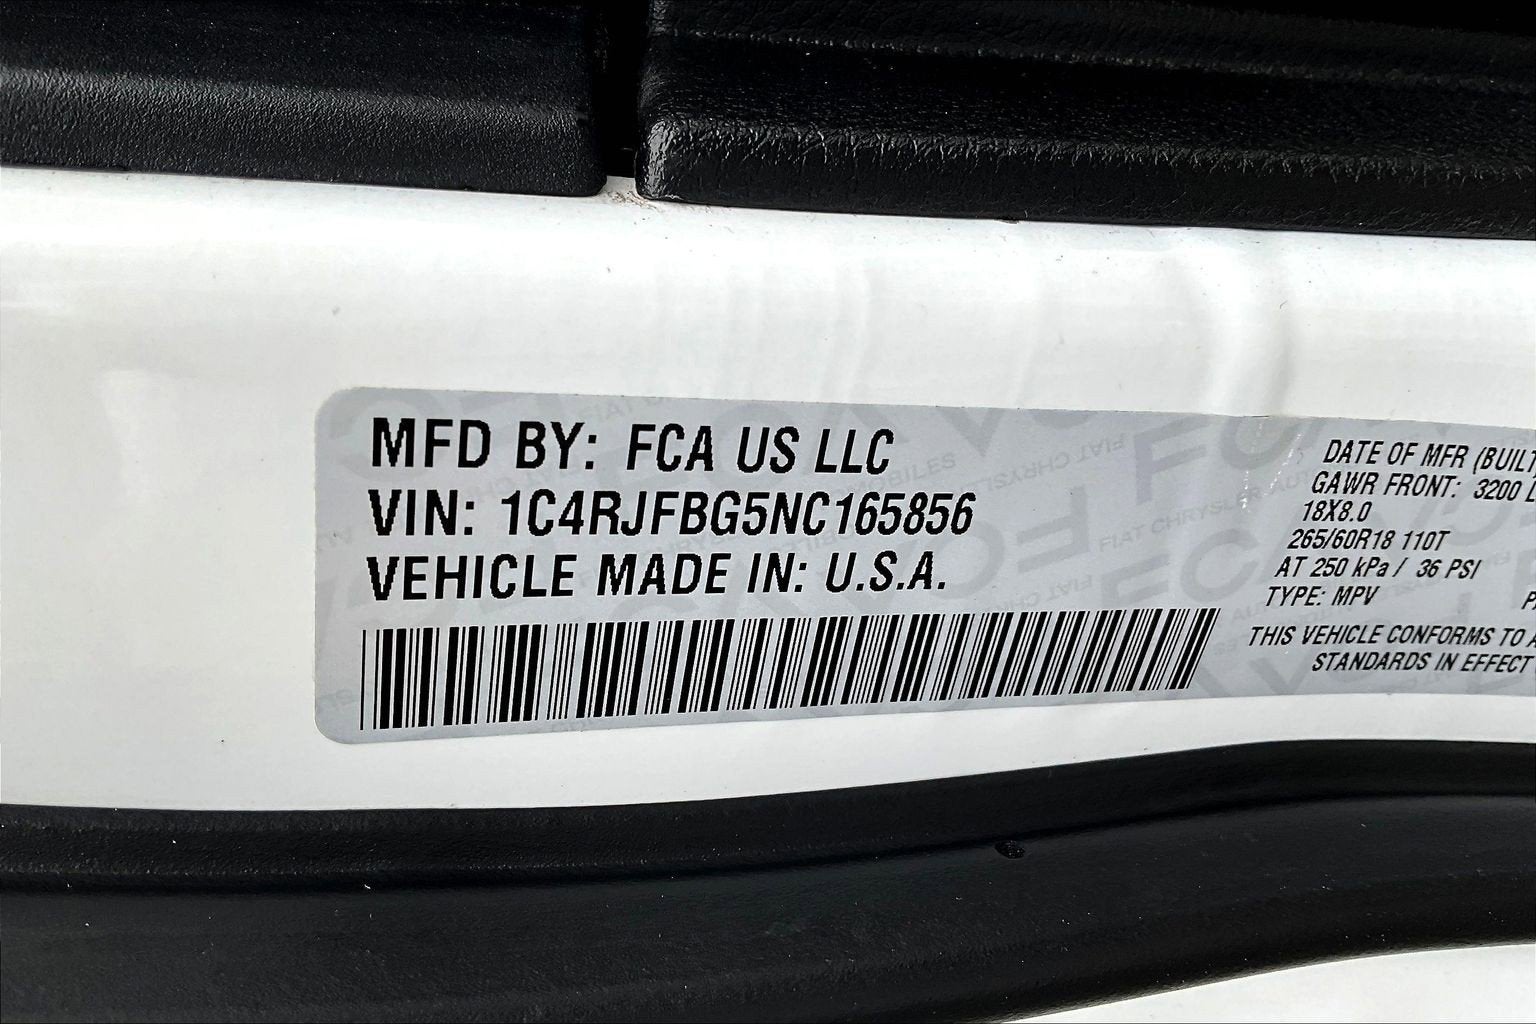 MFD BY: FCA US LLC
VIN: 1C4RJFBG5NC165856
VEHICLE MADE IN: U.S.A.
DATE OF MFR (BUILT
GAWR FRONT: 3200 L
18X8.0
265/60R18 110T
AT 250 kPa / 36 PSI
TYPE: MPV
THIS VEHICLE CONFORMS TO A
STANDARDS IN EFFECT